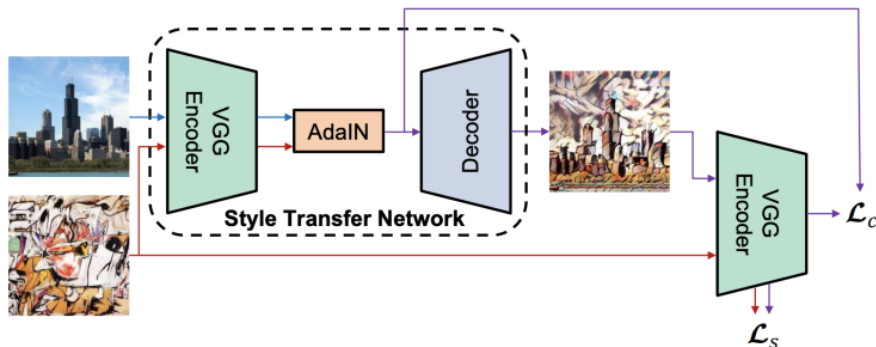 VGG
Encoder
AdaIN
Decoder
Style Transfer Network
VGG
Encoder
ℒc
ℒs